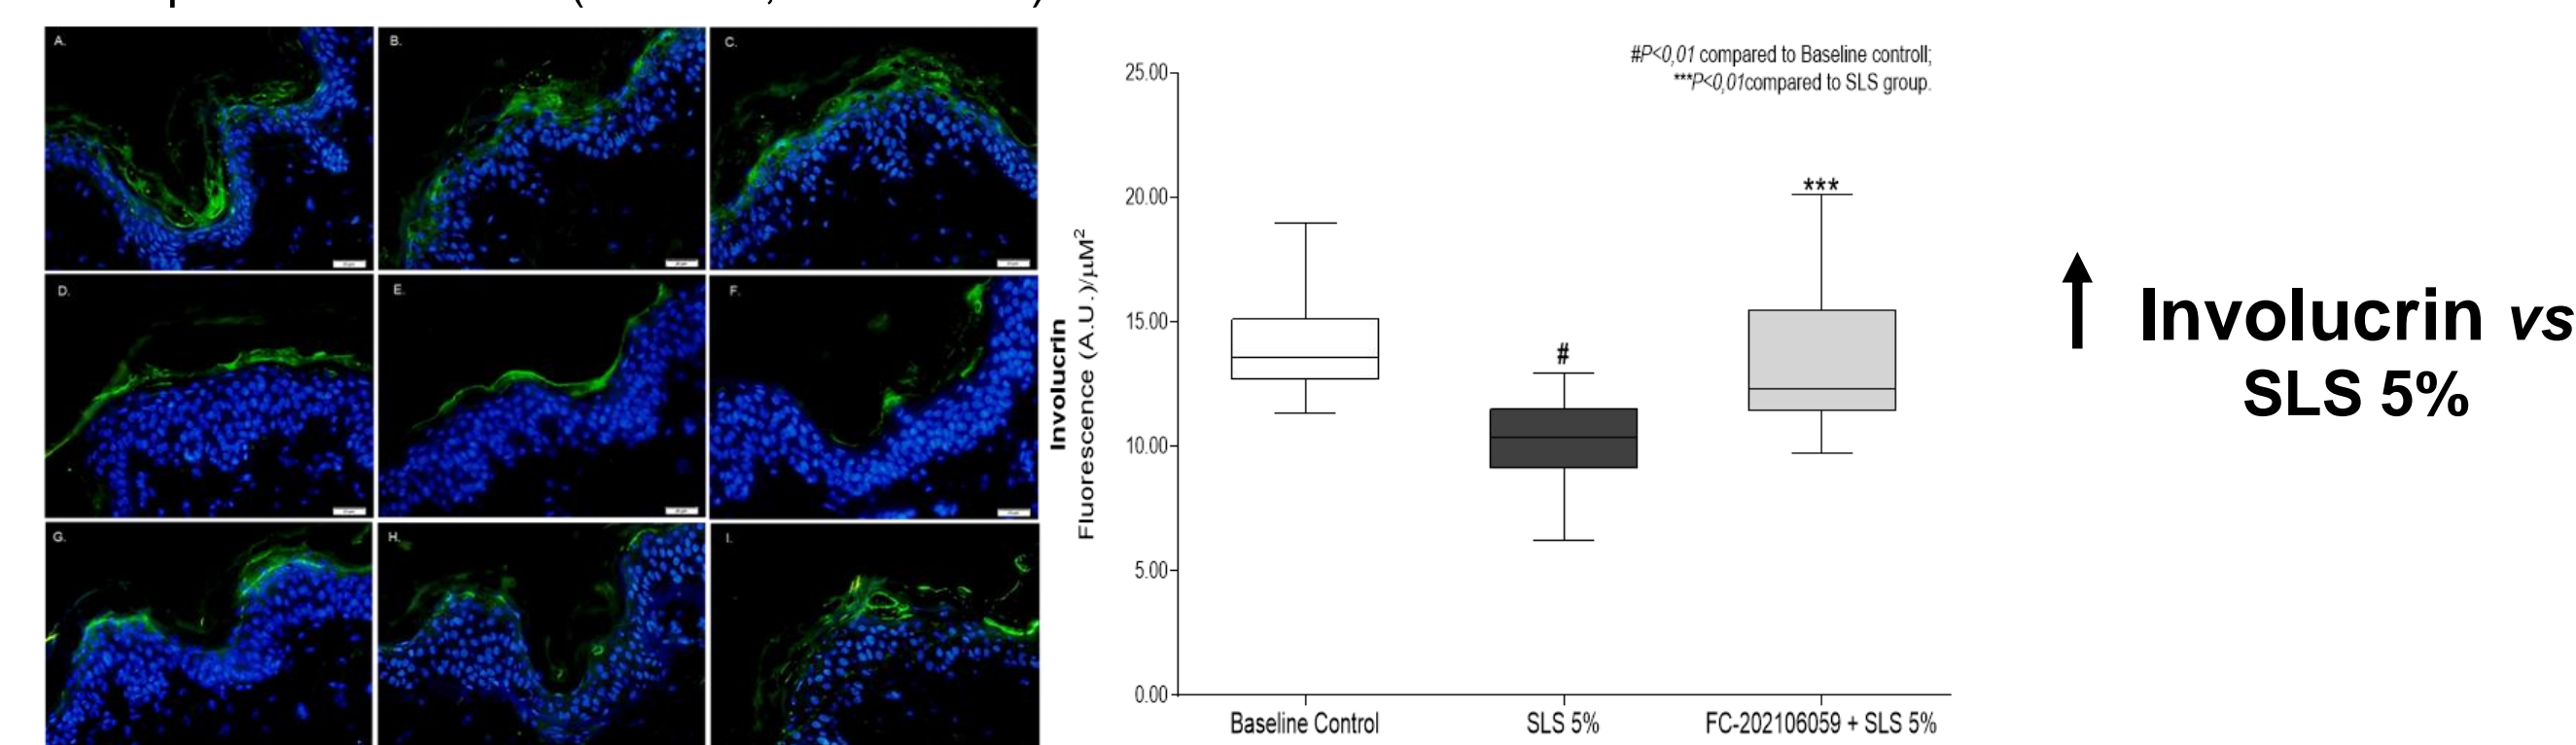 A.
B.
C.
D.
E.
F.
G.
H.
I.
Involucrin
Fluorescence (A.U.)/µM²
#P<0,01 compared to Baseline controll;
***P<0,01compared to SLS group.
25.00
20.00
15.00
10.00
5.00
0.00
#
***
Baseline Control
SLS 5%
FC-202106059 + SLS 5%
Involucrin vs
SLS 5%